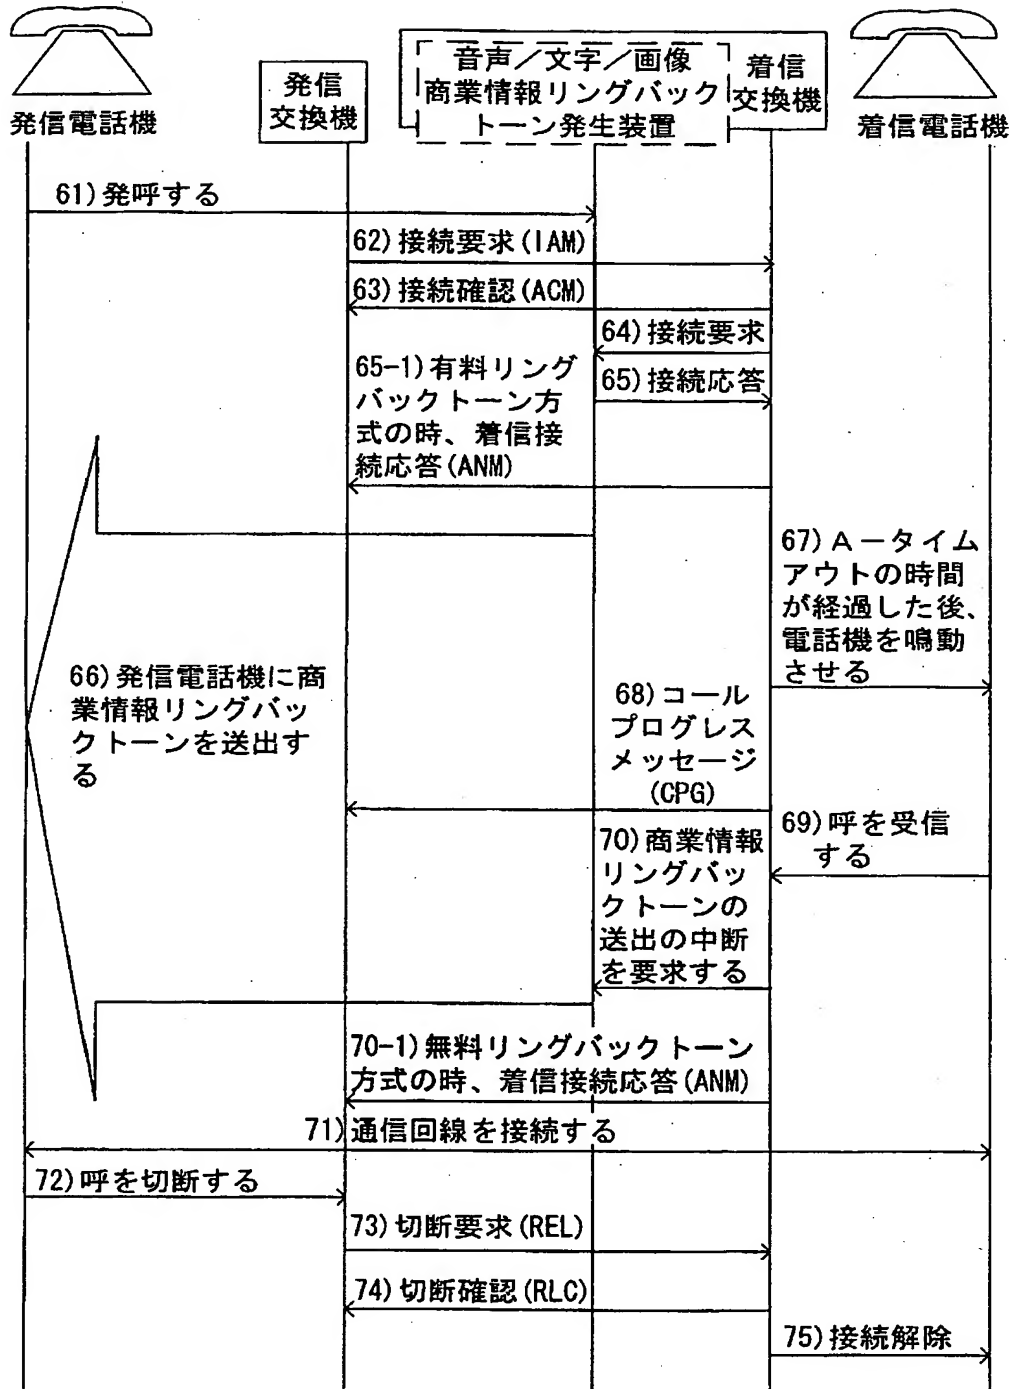 発信電話機
発信
交換機
音声／文字／画像
商業情報リングバック
トーン発生装置
着信
交換機
着信電話機
61)発呼する
62)接続要求(IAM)
63)接続確認(ACM)
64)接続要求
65)接続応答
65-1)有料リング
バックトーン方
式の時、着信接
続応答(ANM)
66)発信電話機に商
業情報リングバッ
クトーンを送出す
る
67)A－タイム
アウトの時間
が経過した後、
電話機を鳴動
させる
68)コール
プログレス
メッセージ
(CPG)
69)呼を受信
する
70)商業情報
リングバッ
クトーンの
送出の中断
を要求する
70-1)無料リングバックトーン
方式の時、着信接続応答(ANM)
71)通信回線を接続する
72)呼を切断する
73)切断要求(REL)
74)切断確認(RLC)
75)接続解除